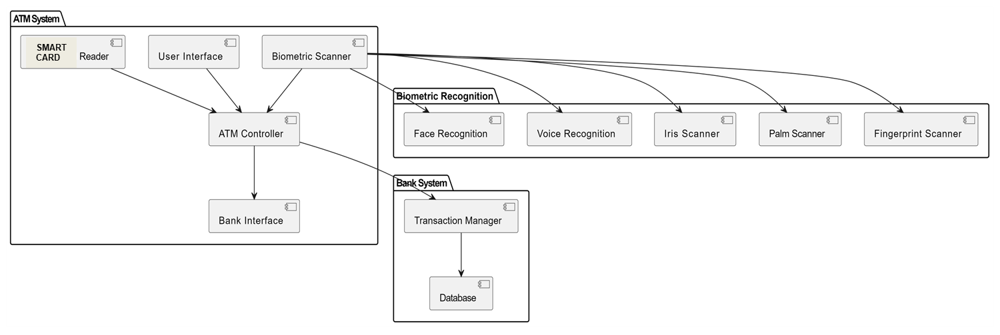 ATM System
SMART
CARD Reader
User Interface
Biometric Scanner
Biometric Recognition
Face Recognition
Voice Recognition
Iris Scanner
Palm Scanner
Fingerprint Scanner
ATM Controller
Bank System
Bank Interface
Transaction Manager
Database